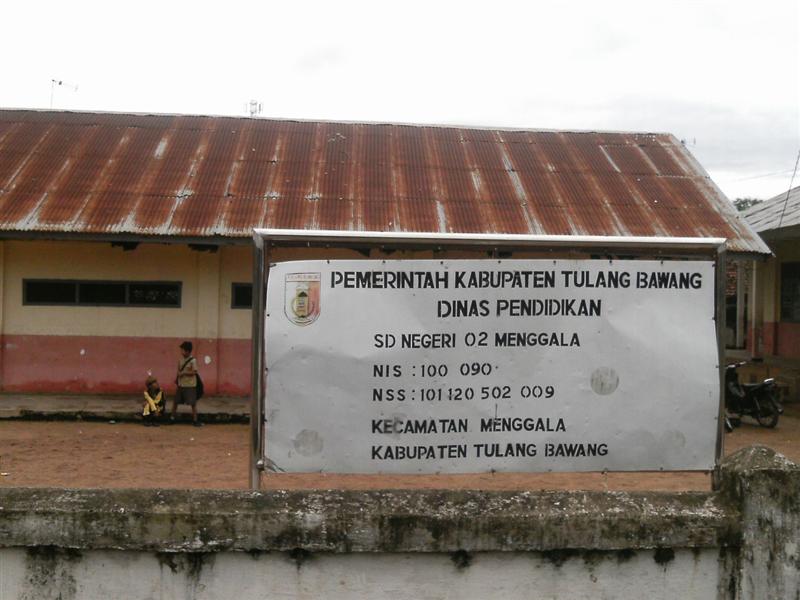 PEMERINTAH KABUPATEN TULANG BAWANG
DINAS PENDIDIKAN
SD NEGERI 02 MENGGALA
NIS : 100 090
NSS : 101 120 502 009
KECAMATAN MENGGALA
KABUPATEN TULANG BAWANG